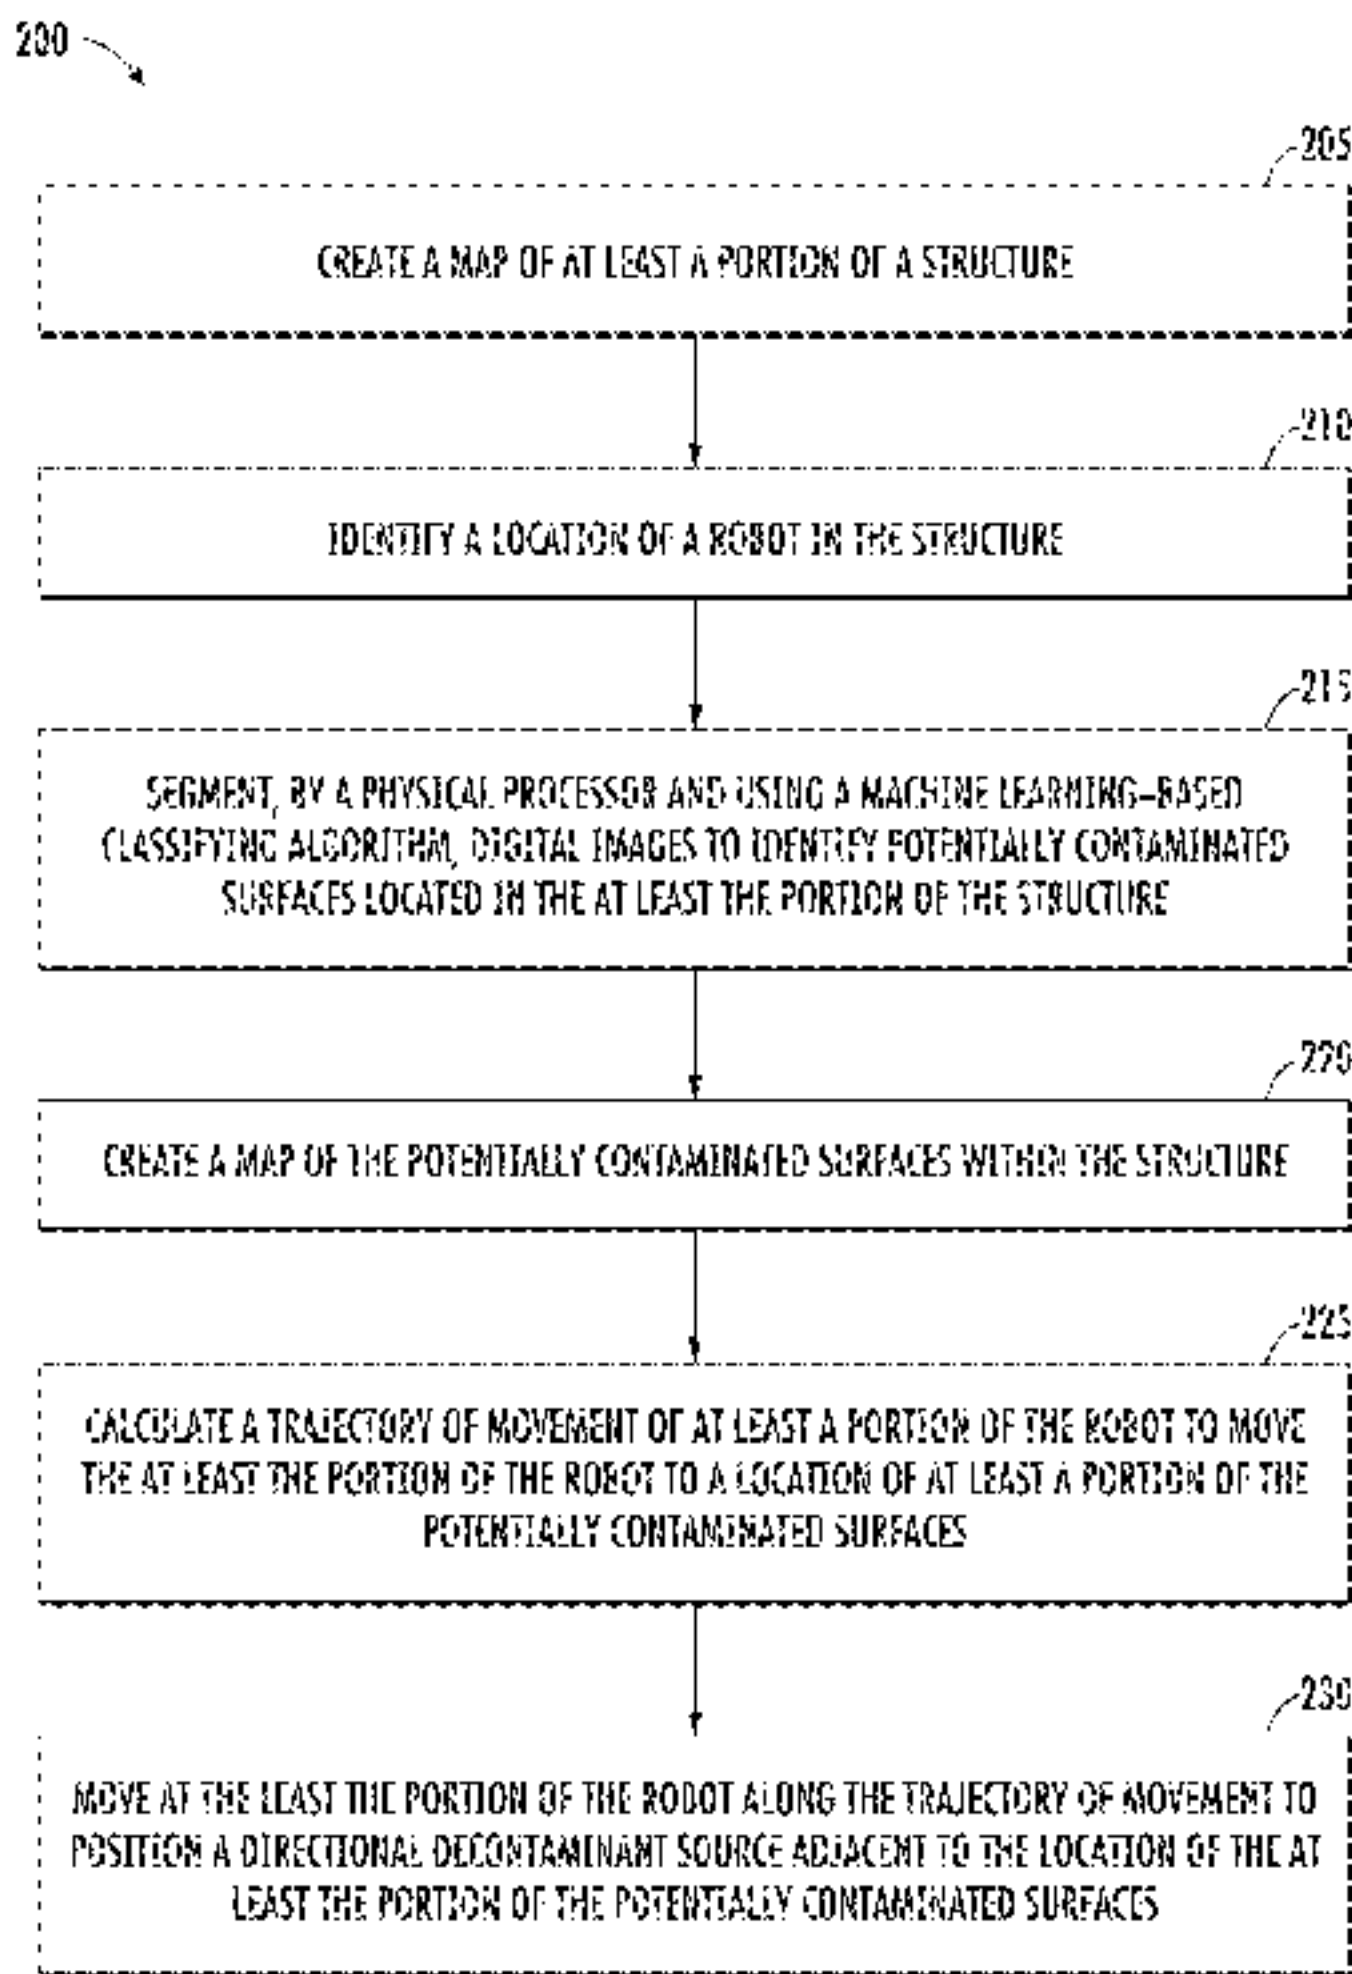 200
205
CREATE A MAP OF AT LEAST A PORTION OF A STRUCTURE
210
IDENTIFY A LOCATION OF A ROBOT IN THE STRUCTURE
215
SEGMENT, BY A PHYSICAL PROCESSOR AND USING A MACHINE LEARNING-BASED
CLASSIFYING ALGORITHM, DIGITAL IMAGES TO IDENTIFY POTENTIALLY CONTAMINATED
SURFACES LOCATED IN THE AT LEAST THE PORTION OF THE STRUCTURE
220
CREATE A MAP OF THE POTENTIALLY CONTAMINATED SURFACES WITHIN THE STRUCTURE
225
CALCULATE A TRAJECTORY OF MOVEMENT OF AT LEAST A PORTION OF THE ROBOT TO MOVE
THE AT LEAST THE PORTION OF THE ROBOT TO A LOCATION OF AT LEAST A PORTION OF THE
POTENTIALLY CONTAMINATED SURFACES
230
MOVE AT THE LEAST THE PORTION OF THE ROBOT ALONG THE TRAJECTORY OF MOVEMENT TO
POSITION A DIRECTIONAL DECONTAMINANT SOURCE ADJACENT TO THE LOCATION OF THE AT
LEAST THE PORTION OF THE POTENTIALLY CONTAMINATED SURFACES